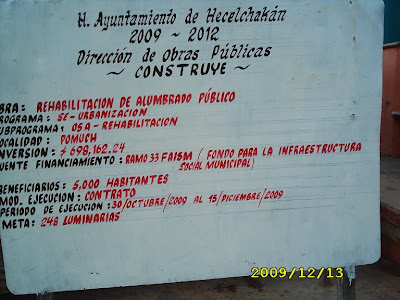 H. Ayuntamiento de Hecelchakán
2009 ~ 2012
Dirección de Obras Públicas
~ CONSTRUYE ~
BRA: REHABILITACION DE ALUMBRADO PÚBLICO
ROGRAMA: SE-URBANIZACION
UBPROGRAMA: OSA-REHABILITACION
OCALIDAD: POMUCH
NVERSION: $ 698,162.24
UENTE FINANCIAMIENTO: RAMO 33 FAISM ( FONDO PARA LA INFRAESTRUCTURA
SOCIAL MUNICIPAL)
BENEFICIARIOS: 5,000 HABITANTES
MOD. EJECUCION: CONTRATO
PERIODO DE EJECUCION: 30/OCTUBRE/2009 AL 15/DICIEMBRE/2009
META: 248 LUMINARIAS
2009/12/13